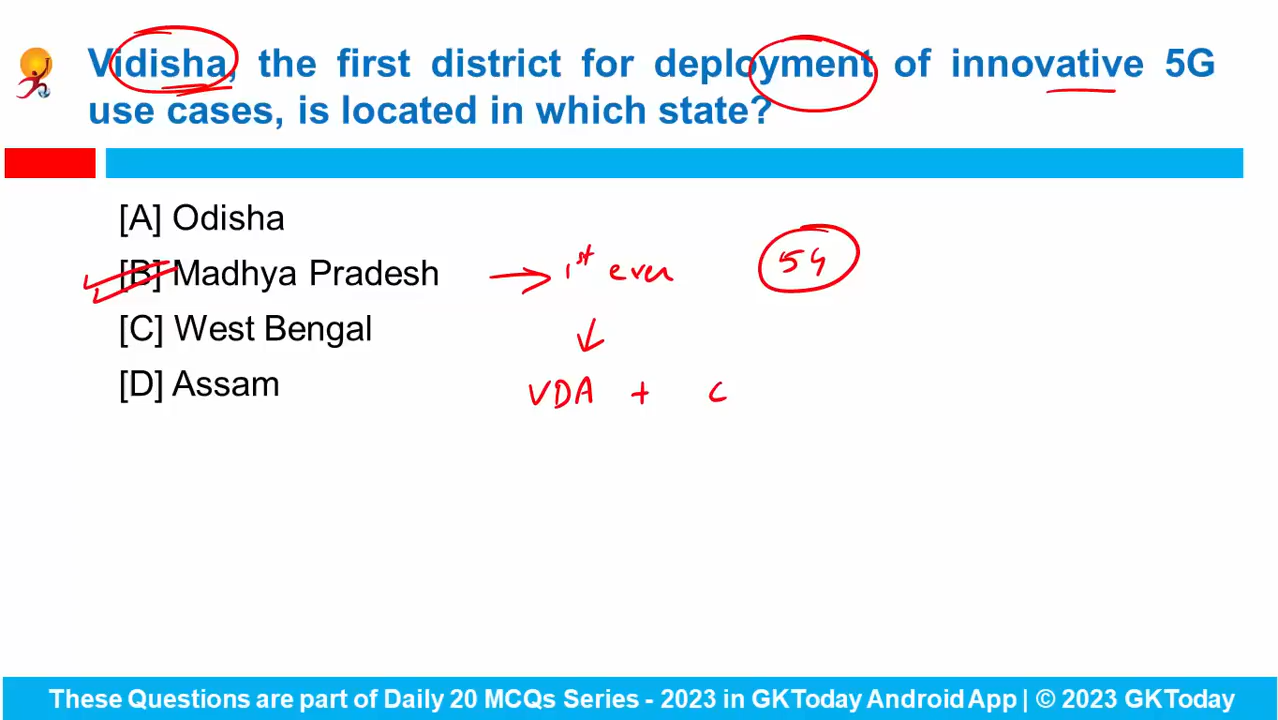 Vidisha, the first district for deployment of innovative 5G
use cases, is located in which state?
[A] Odisha
[B] Madhya Pradesh
1st ever
5G
[C] West Bengal
[D] Assam
VDA + C
These Questions are part of Daily 20 MCQs Series - 2023 in GKToday Android App | © 2023 GKToday